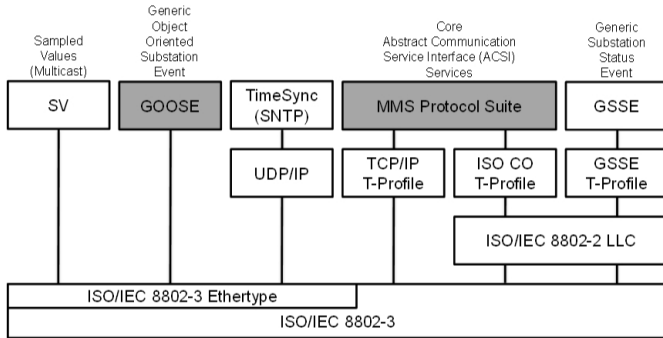 Sampled
Values
(Multicast)
Generic
Object
Oriented
Substation
Event
Core
Abstract Communication
Service Interface (ACSI)
Services
Generic
Substation
Status
Event
SV
GOOSE
TimeSync
(SNTP)
MMS Protocol Suite
GSSE
UDP/IP
TCP/IP
T-Profile
ISO CO
T-Profile
GSSE
T-Profile
ISO/IEC 8802-2 LLC
ISO/IEC 8802-3 Ethertype
ISO/IEC 8802-3